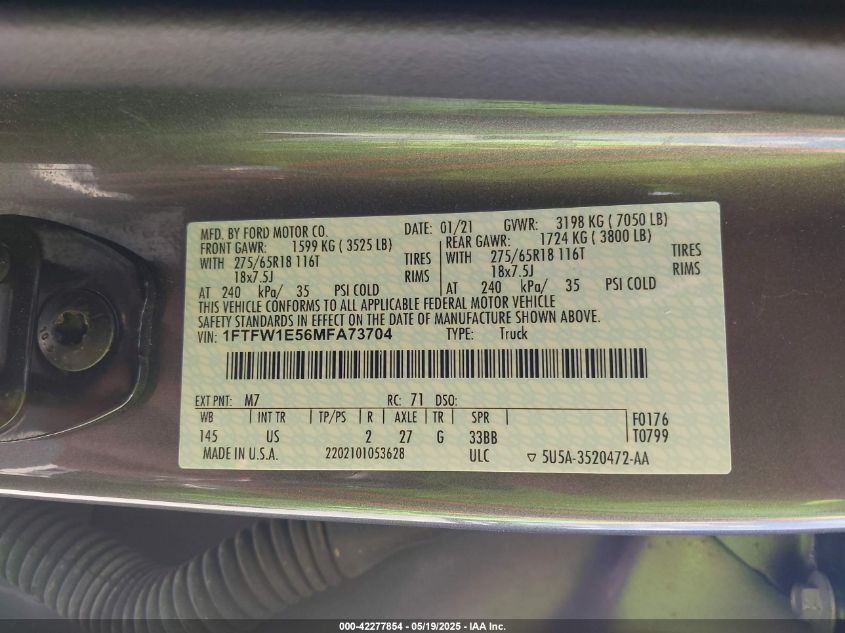 MFD. BY FORD MOTOR CO. DATE: 01/21 GVWR: 3198 KG ( 7050 LB)
FRONT GAWR: 1599 KG ( 3525 LB) REAR GAWR: 1724 KG ( 3800 LB)
WITH 275/65R18 116T TIRES WITH 275/65R18 116T TIRES
18x7.5J RIMS 18x7.5J RIMS
AT 240 kPa/ 35 PSI COLD AT 240 kPa/ 35 PSI COLD
THIS VEHICLE CONFORMS TO ALL APPLICABLE FEDERAL MOTOR VEHICLE
SAFETY STANDARDS IN EFFECT ON THE DATE OF MANUFACTURE SHOWN ABOVE.
VIN: 1FTFW1E56MFA73704 TYPE: Truck
EXT PNT: M7 RC: 71 DSO:
WB INT TR TP/PS R AXLE TR SPR F0176
145 US 2 27 G 33BB T0799
MADE IN U.S.A. 2202101053628 ULC ▽ 5U5A-3520472-AA
000-42277854 - 05/19/2025 - IAA Inc.